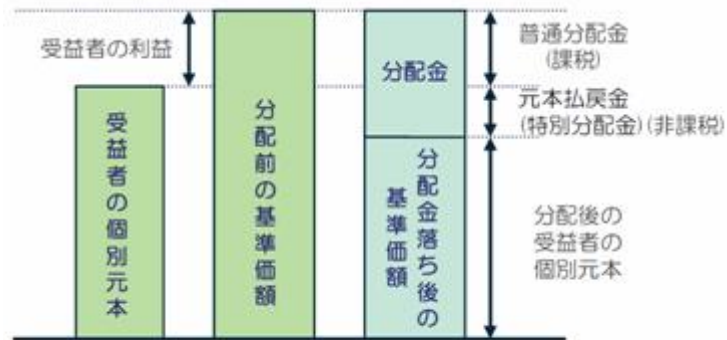 受益者の利益
受益者の個別元本
分配前の基準価額
分配金
分配金落ち後の
基準価額
普通分配金
(課税)
元本払戻金
(特別分配金)(非課税)
分配後の
受益者の
個別元本